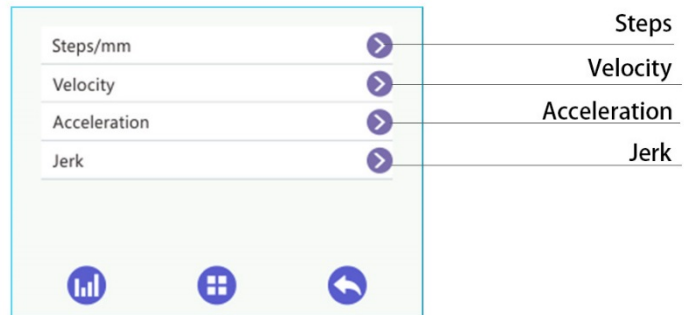 Steps/mm
Velocity
Acceleration
Jerk
Steps
Velocity
Acceleration
Jerk